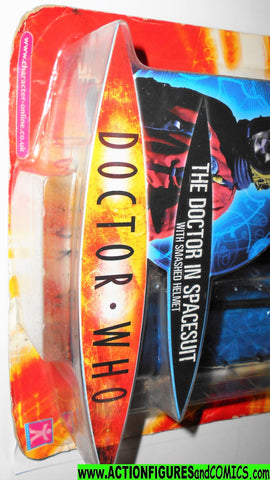 www.character-online.co.uk
DOCTOR • WHO
THE DOCTOR IN SPACESUIT
WITH SMASHED HELMET
www.ACTIONFIGURESandCOMICS.com